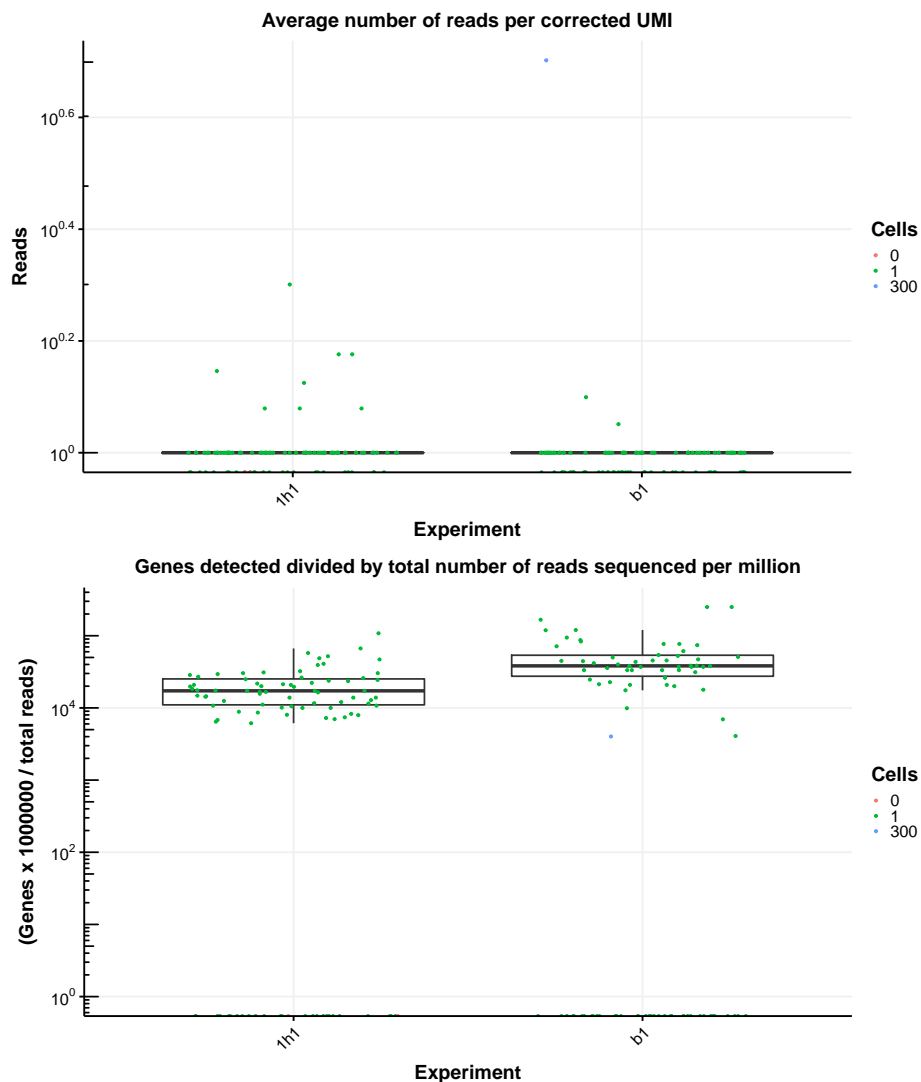 Average number of reads per corrected UMI
Reads
10^0.6
10^0.4
10^0.2
10^0
1h1
b1
Experiment
Cells
0
1
300
Genes detected divided by total number of reads sequenced per million
(Genes x 1000000 / total reads)
10^4
10^2
10^0
1h1
b1
Experiment
Cells
0
1
300